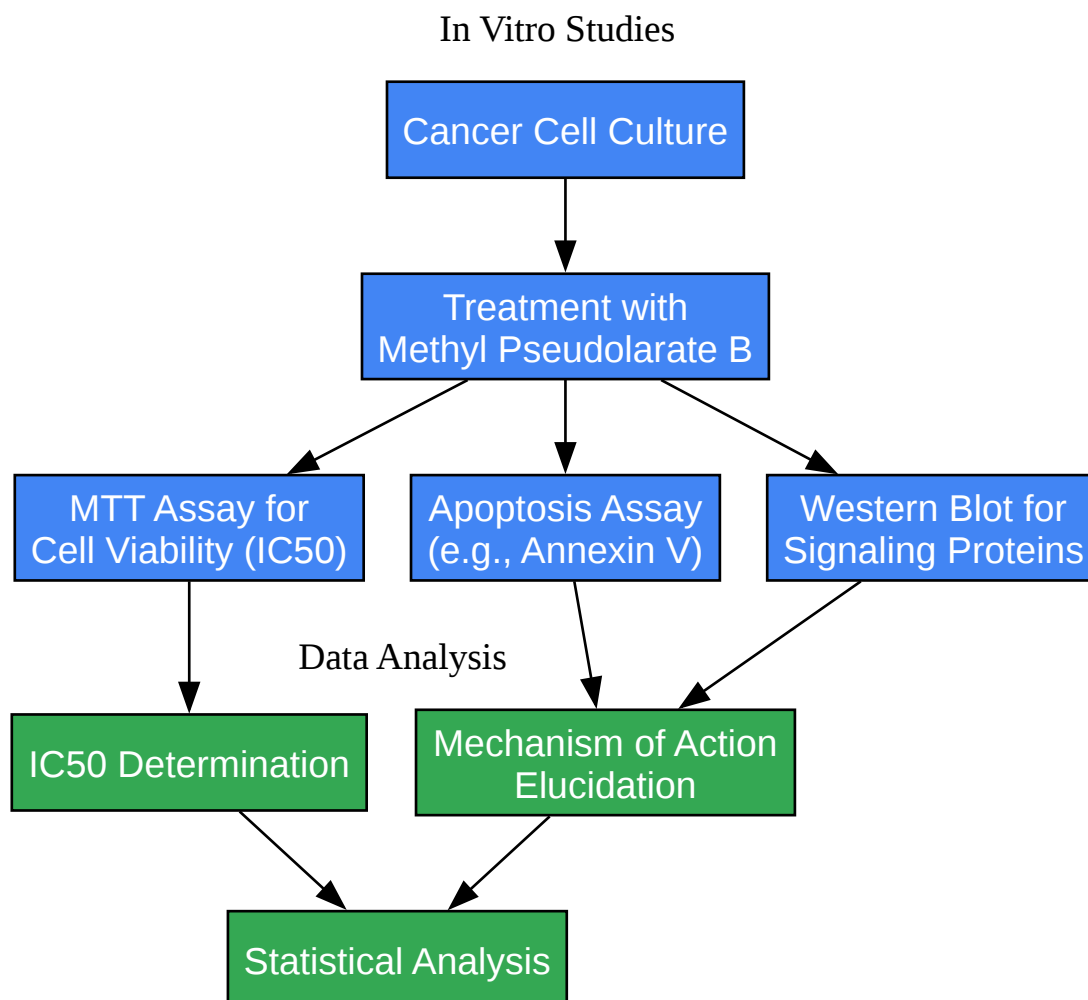 In Vitro Studies
Cancer Cell Culture
Treatment with
Methyl Pseudolarate B
MTT Assay for
Cell Viability (IC50)
Apoptosis Assay
(e.g., Annexin V)
Western Blot for
Signaling Proteins
Data Analysis
IC50 Determination
Mechanism of Action
Elucidation
Statistical Analysis